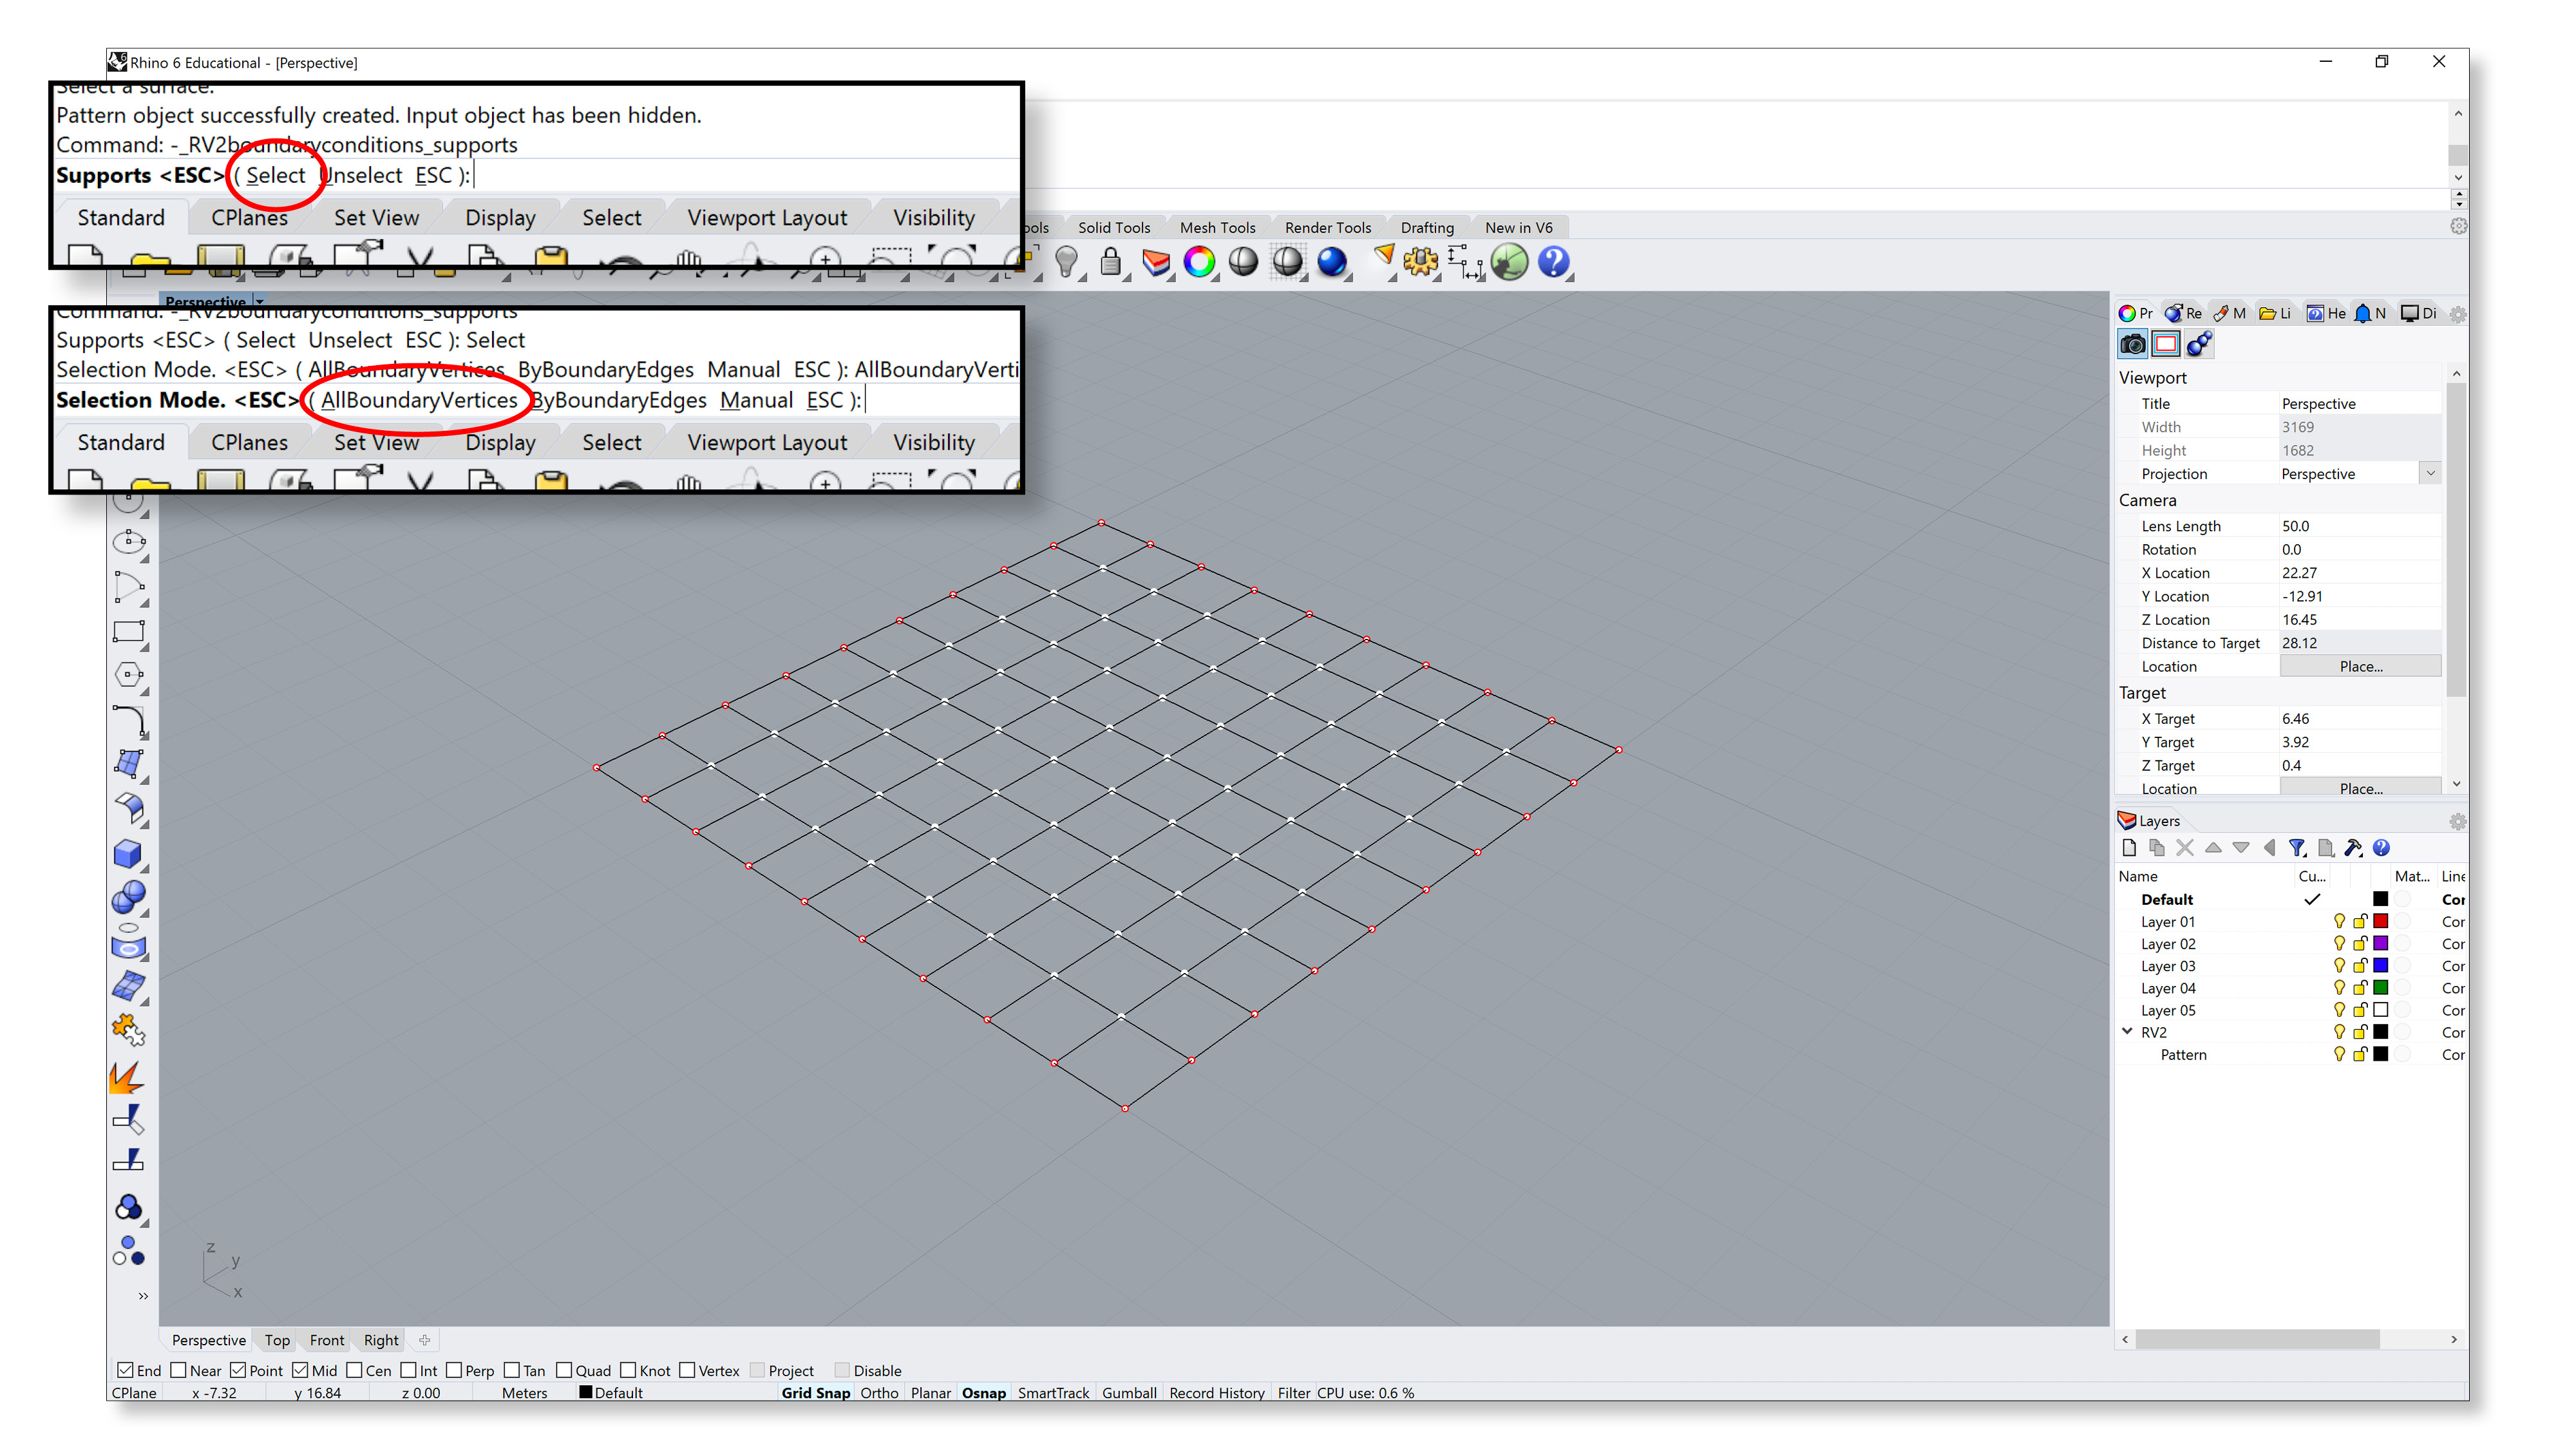 Rhino 6 Educational - [Perspective]
Select a surface.
Pattern object successfully created. Input object has been hidden.
Command: -_RV2boundaryconditions_supports
Supports <ESC> ( Select Unselect ESC ):
Standard CPlanes Set View Display Select Viewport Layout Visibility
ools Solid Tools Mesh Tools Render Tools Drafting New in V6
Perspective
Command: -_RV2boundaryconditions_supports
Supports <ESC> ( Select Unselect ESC ): Select
Selection Mode. <ESC> ( AllBoundaryVertices ByBoundaryEdges Manual ESC ): AllBoundaryVerti
Selection Mode. <ESC> ( AllBoundaryVertices ByBoundaryEdges Manual ESC ):
Standard CPlanes Set View Display Select Viewport Layout Visibility
Pr Re M Li He N Di
Viewport
Title Perspective
Width 3169
Height 1682
Projection Perspective
Camera
Lens Length 50.0
Rotation 0.0
X Location 22.27
Y Location -12.91
Z Location 16.45
Distance to Target 28.12
Location Place...
Target
X Target 6.46
Y Target 3.92
Z Target 0.4
Location Place...
Layers
Name Cu... Mat... Line
Default Cor
Layer 01 Cor
Layer 02 Cor
Layer 03 Cor
Layer 04 Cor
Layer 05 Cor
RV2 Cor
Pattern Cor
z
y
x
Perspective Top Front Right
End Near Point Mid Cen Int Perp Tan Quad Knot Vertex Project Disable
CPlane x -7.32 y 16.84 z 0.00 Meters Default Grid Snap Ortho Planar Osnap SmartTrack Gumball Record History Filter CPU use: 0.6 %